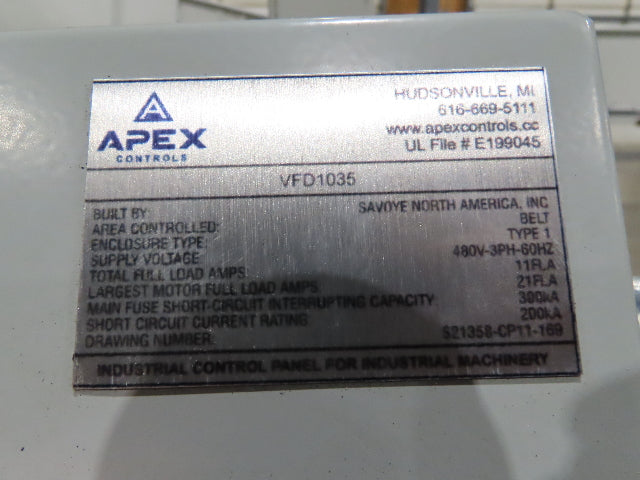 APEX
CONTROLS
HUDSONVILLE, MI
616-669-5111
www.apexcontrols.cc
UL File # E199045
VFD1035
BUILT BY: SAVOYE NORTH AMERICA, INC
AREA CONTROLLED: BELT
ENCLOSURE TYPE: TYPE 1
SUPPLY VOLTAGE: 480V-3PH-60HZ
TOTAL FULL LOAD AMPS: 11FLA
LARGEST MOTOR FULL LOAD AMPS: 21FLA
MAIN FUSE SHORT-CIRCUIT INTERRUPTING CAPACITY: 300kA
SHORT CIRCUIT CURRENT RATING: 200kA
DRAWING NUMBER: S21358-CP11-169
INDUSTRIAL CONTROL PANEL FOR INDUSTRIAL MACHINERY